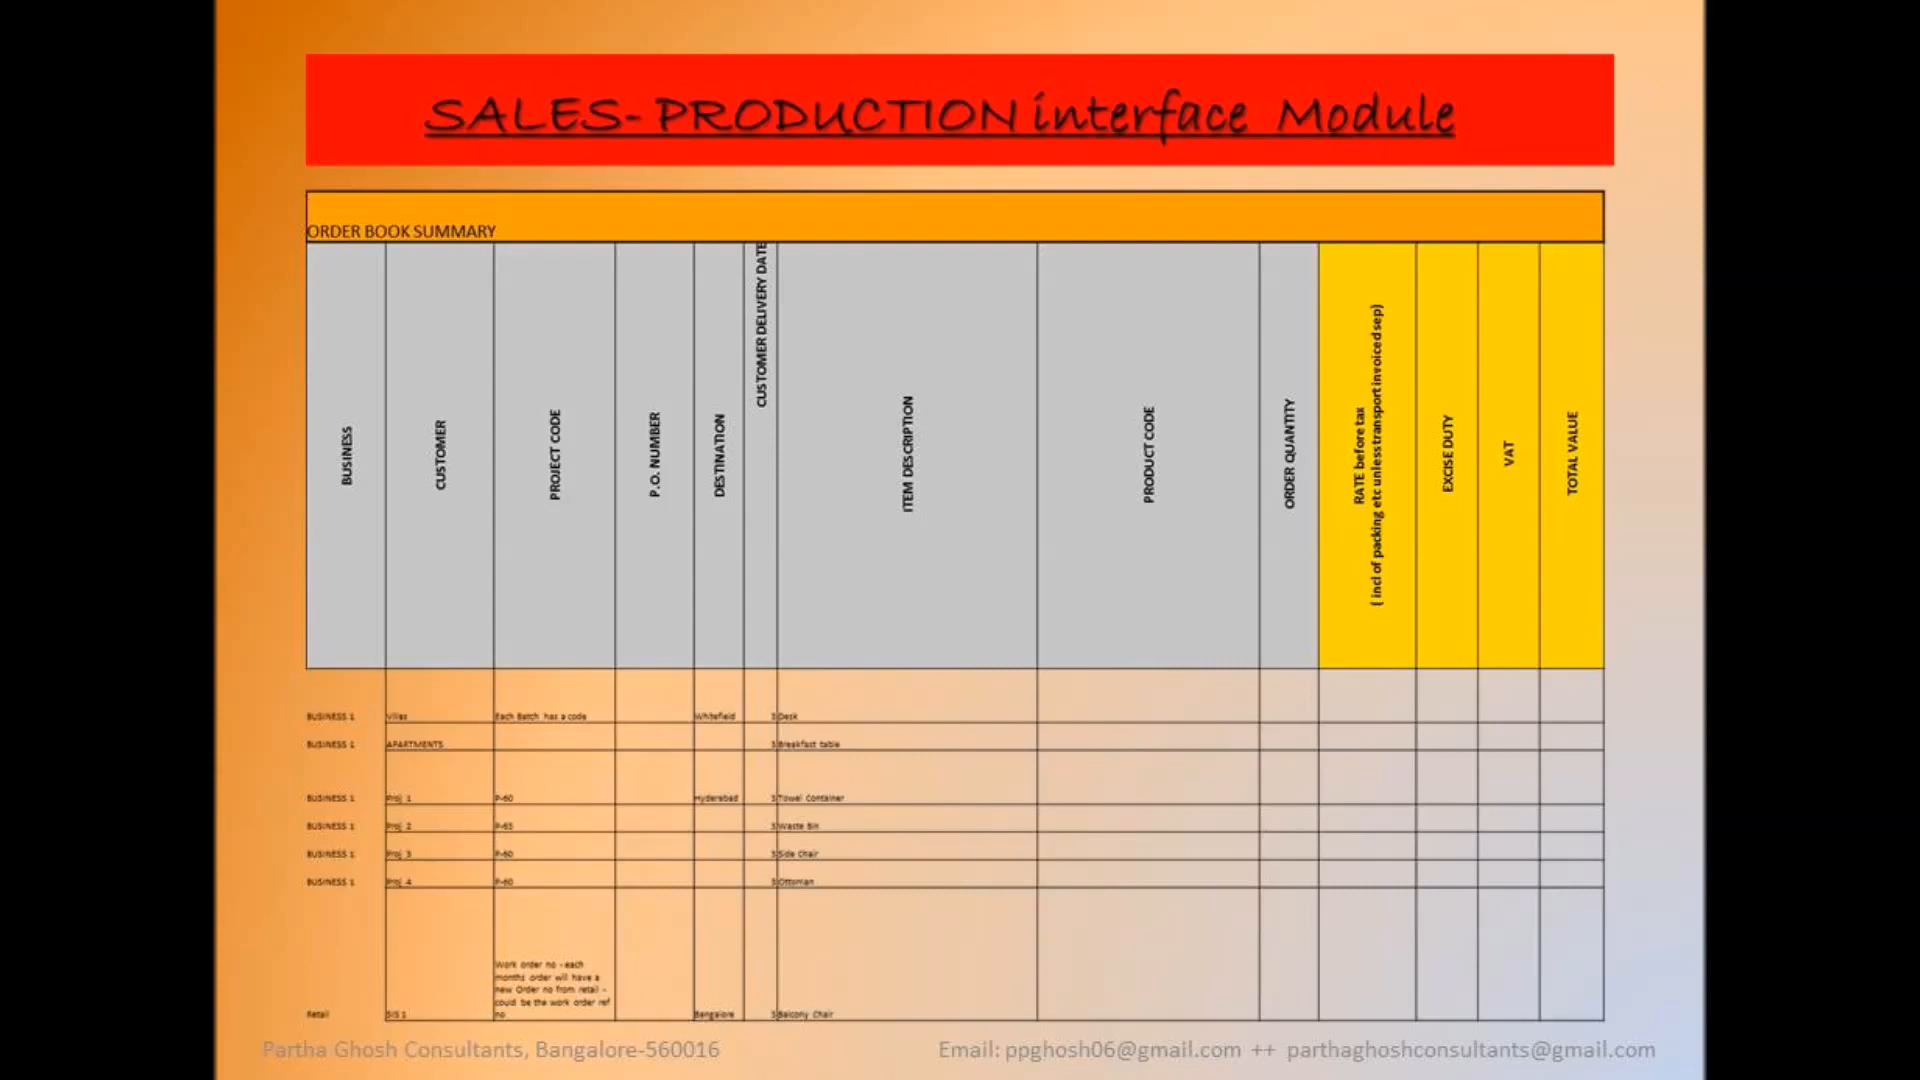 SALES- PRODUCTION interface Module
ORDER BOOK SUMMARY
BUSINESS
CUSTOMER
PROJECT CODE
P.O. NUMBER
DESTINATION
CUSTOMER DELIVERY DATE
ITEM DESCRIPTION
PRODUCT CODE
ORDER QUANTITY
RATE before tax
( incl of packing etc unless transport invoiced sep)
EXCISE DUTY
VAT
TOTAL VALUE
BUSINESS 1 Villas Each Batch has a code Whitefield Desk
BUSINESS 1 APARTMENTS Breakfast table
BUSINESS 1 Proj 1 P-60 Hyderabad Towel Container
BUSINESS 1 Proj 2 Waste Bin
BUSINESS 1 Proj 3 P-60 Side Chair
BUSINESS 1 Proj 4 P-60 Ottoman
Work order no - each
months order will have a
new Order no from retail -
could be the work order ref
no
Retail SIS 1 Bangalore Balcony Chair
Partha Ghosh Consultants, Bangalore-560016 Email: ppghosh06@gmail.com ++ parthaghoshconsultants@gmail.com